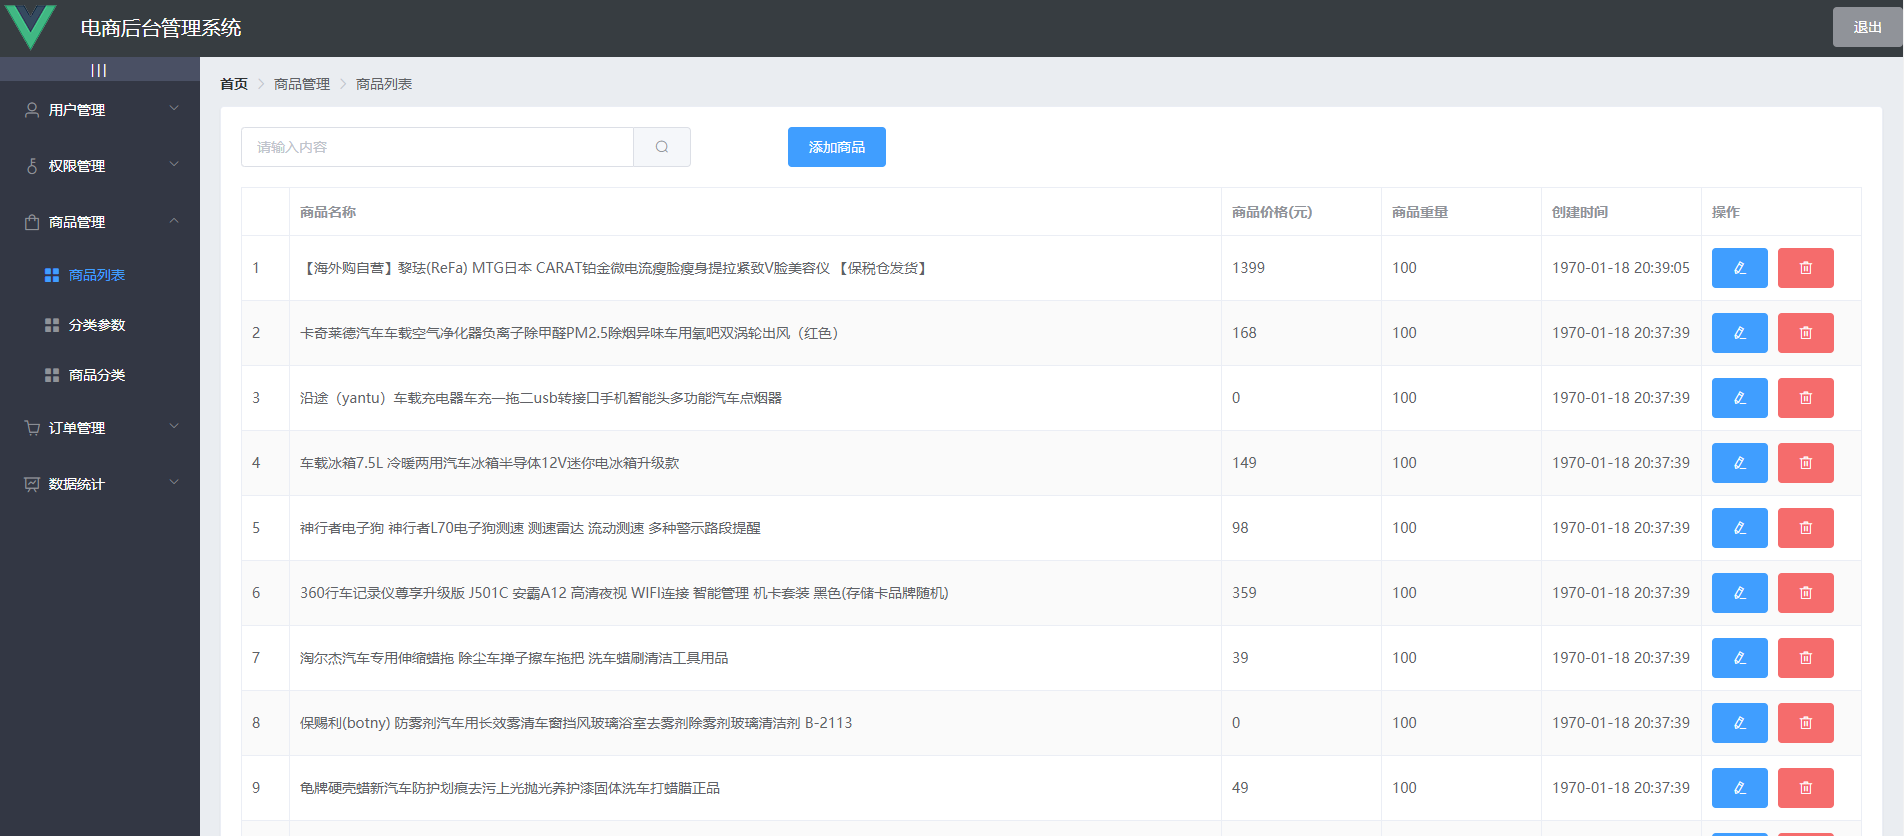 电商后台管理系统
退出
|||
用户管理
权限管理
商品管理
商品列表
分类参数
商品分类
订单管理
数据统计
首页 > 商品管理 > 商品列表
请输入内容
添加商品
商品名称 商品价格(元) 商品重量 创建时间 操作
1 【海外购自营】黎珐(ReFa) MTG日本 CARAT铂金微电流瘦脸瘦身提拉紧致V脸美容仪 【保税仓发货】 1399 100 1970-01-18 20:39:05
2 卡奇莱德汽车车载空气净化器负离子除甲醛PM2.5除烟异味车用氧吧双涡轮出风（红色） 168 100 1970-01-18 20:37:39
3 沿途（yantu）车载充电器车充一拖二usb转接口手机智能头多功能汽车点烟器 0 100 1970-01-18 20:37:39
4 车载冰箱7.5L 冷暖两用汽车冰箱半导体12V迷你电冰箱升级款 149 100 1970-01-18 20:37:39
5 神行者电子狗 神行者L70电子狗测速 测速雷达 流动测速 多种警示路段提醒 98 100 1970-01-18 20:37:39
6 360行车记录仪尊享升级版 J501C 安霸A12 高清夜视 WIFI连接 智能管理 机卡套装 黑色(存储卡品牌随机) 359 100 1970-01-18 20:37:39
7 淘尔杰汽车专用伸缩蜡拖 除尘车掸子擦车拖把 洗车蜡刷清洁工具用品 39 100 1970-01-18 20:37:39
8 保赐利(botny) 防雾剂汽车用长效雾清车窗挡风玻璃浴室去雾剂除雾剂玻璃清洁剂 B-2113 0 100 1970-01-18 20:37:39
9 龟牌硬壳蜡新汽车防护划痕去污上光抛光养护漆固体洗车打蜡腊正品 49 100 1970-01-18 20:37:39